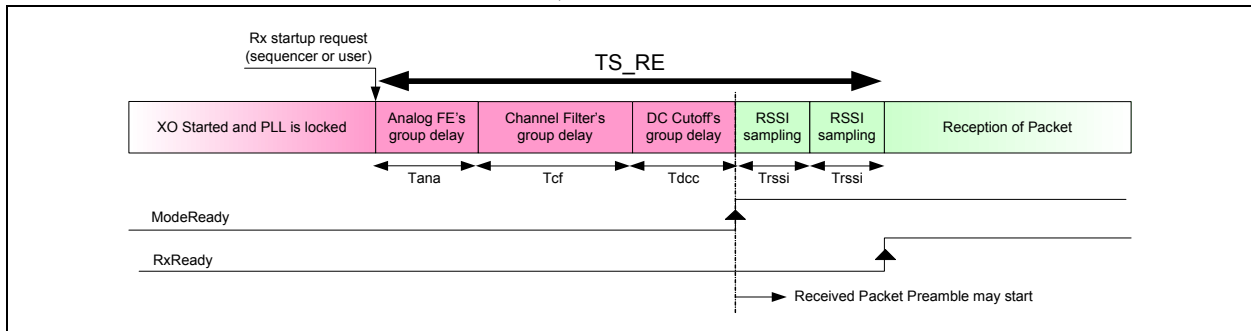 Rx startup request
(sequencer or user)
TS_RE
XO Started and PLL is locked
Analog FE's
group delay
Channel Filter's
group delay
DC Cutoff's
group delay
RSSI
sampling
RSSI
sampling
Reception of Packet
Tana
Tcf
Tdcc
Trssi
Trssi
ModeReady
RxReady
Received Packet Preamble may start